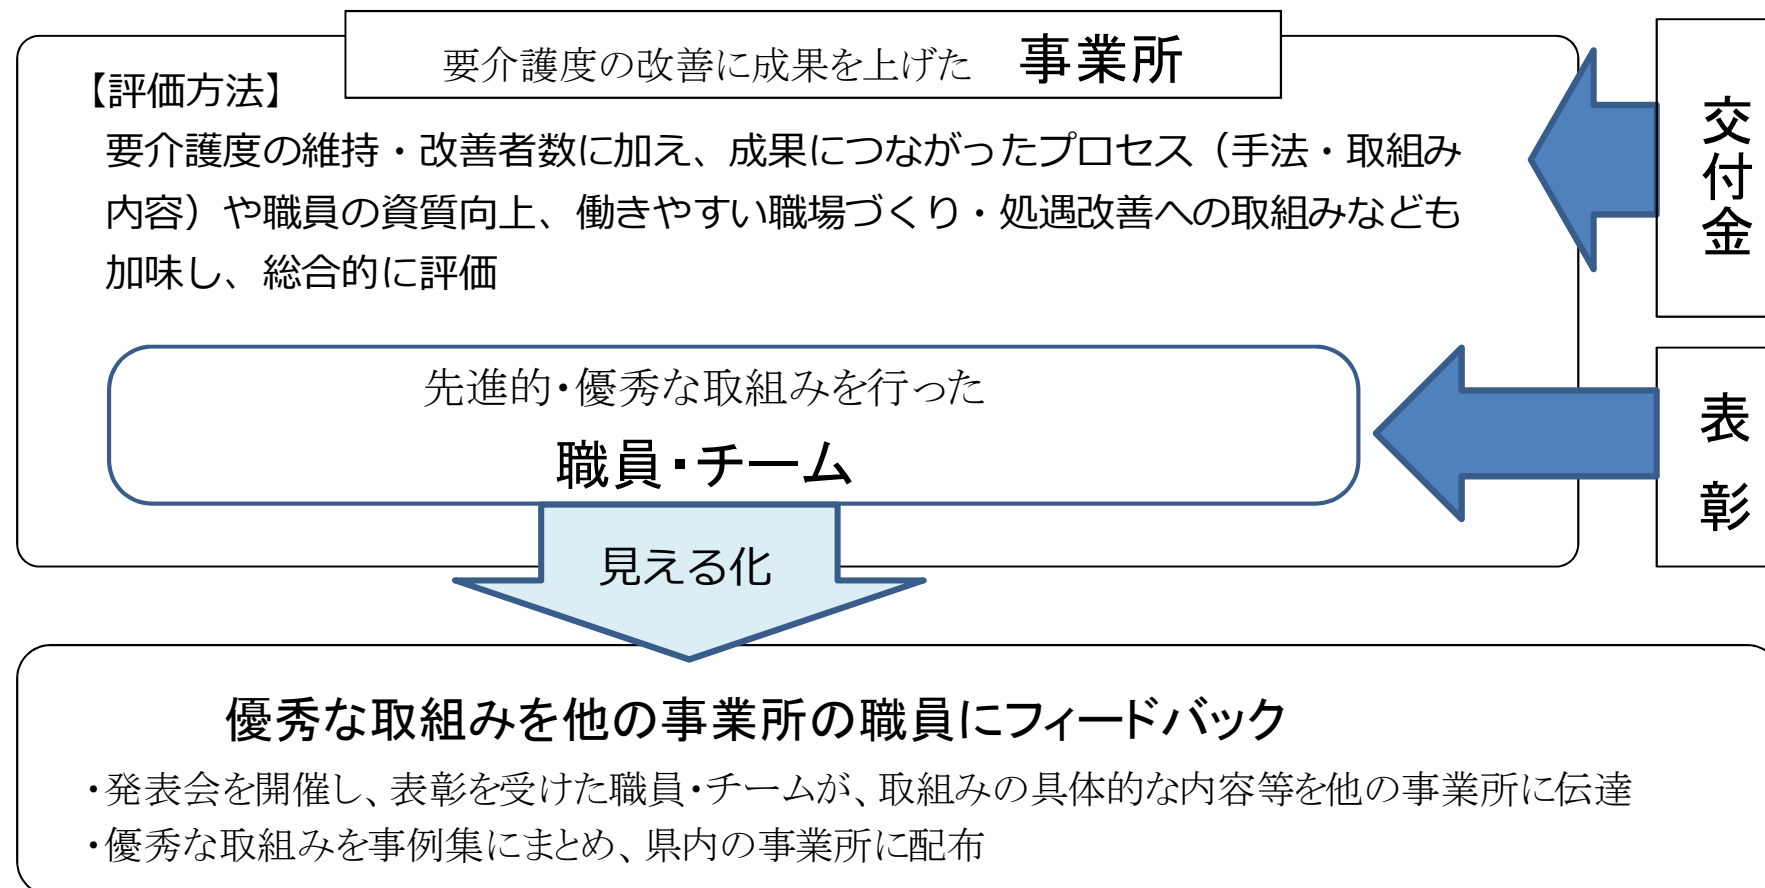 要介護度の改善に成果を上げた　事業所
【評価方法】
要介護度の維持・改善者数に加え、成果につながったプロセス（手法・取組み
内容）や職員の資質向上、働きやすい職場づくり・処遇改善への取組みなども
加味し、総合的に評価
交付金
先進的・優秀な取組みを行った
職員・チーム
表彰
見える化
優秀な取組みを他の事業所の職員にフィードバック
・発表会を開催し、表彰を受けた職員・チームが、取組みの具体的な内容等を他の事業所に伝達
・優秀な取組みを事例集にまとめ、県内の事業所に配布